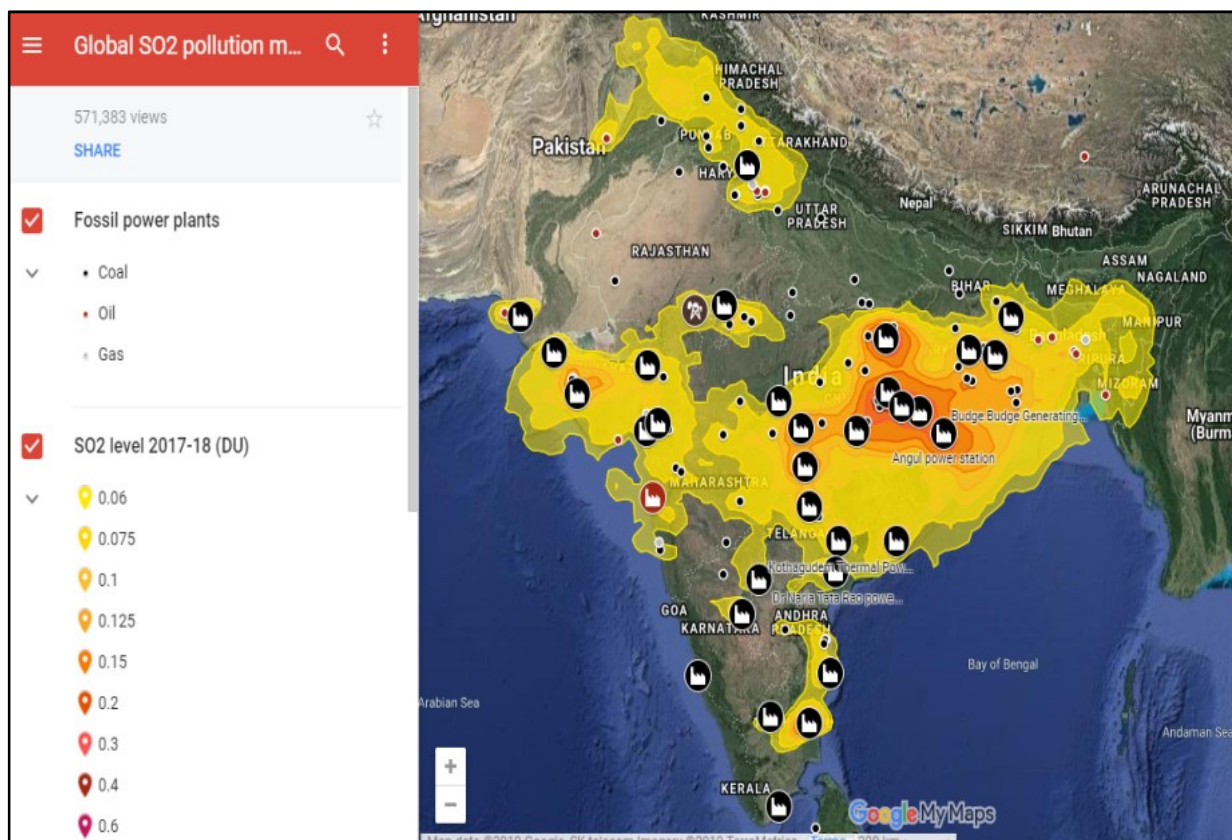 Global SO2 pollution m...
571,383 views
SHARE
Fossil power plants
Coal
Oil
Gas
SO2 level 2017-18 (DU)
0.06
0.075
0.1
0.125
0.15
0.2
0.3
0.4
0.6
Afghanistan
KASHMIR
HIMACHAL
PRADESH
Pakistan
PUNJAB
UTTARAKHAND
HARY
UTTAR
PRADESH
Nepal
ARUNACHAL
PRADESH
SIKKIM Bhutan
RAJASTHAN
ASSAM
NAGALAND
BIHAR
MEGHALAYA
MANIPUR
Bangladesh
TRIPURA
India
MIZORAM
Myanm
(Burm
Budge Budge Generating...
Angul power station
MAHARASHTRA
TELANGA
Kothagudem Thermal Pow...
Dr Narla Tata Rao powe...
GOA
KARNATAKA
ANDHRA
PRADESH
Bay of Bengal
Arabian Sea
Andaman Sea
+
−
KERALA
Google My Maps